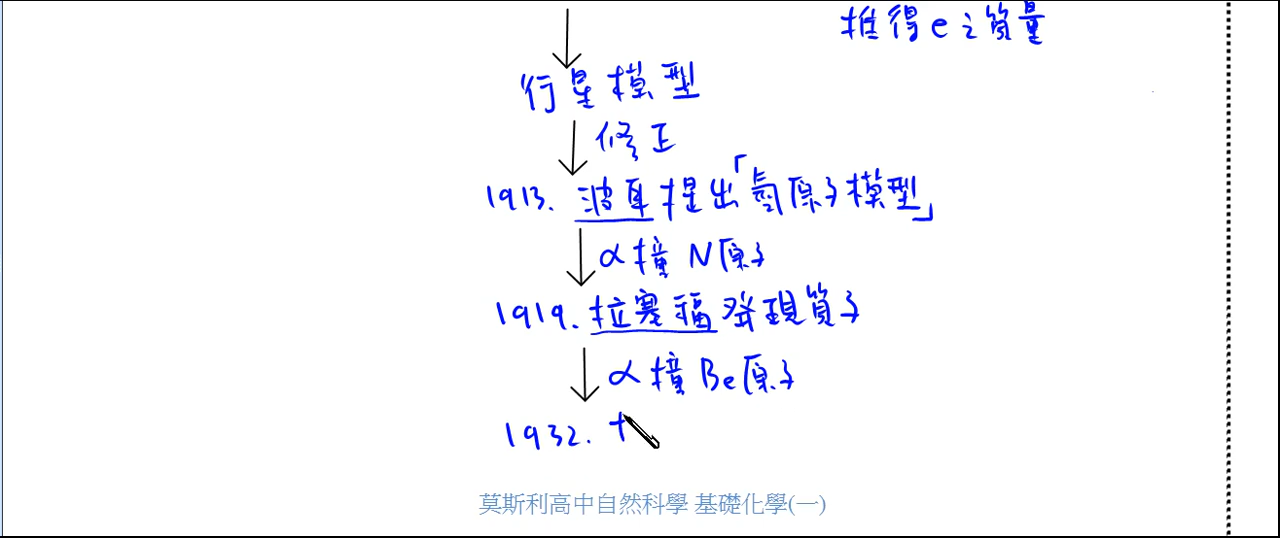 推得e之質量
行星模型
修正
1913. 波耳提出「氫原子模型」
α撞N原子
1919. 拉塞福發現質子
α撞Be原子
1932.
莫斯利高中自然科學 基礎化學(一)